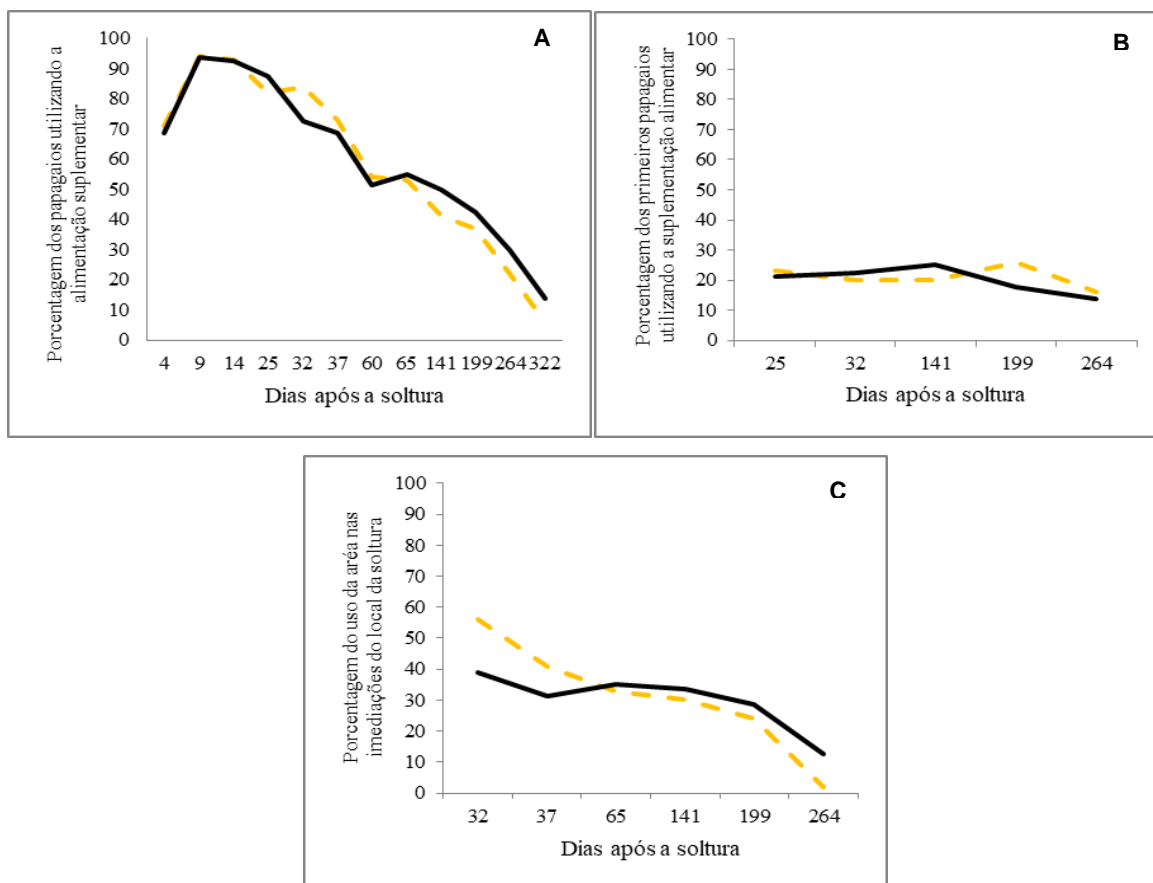 A
Porcentagem dos papagaios utilizando a
alimentação suplementar
100
90
80
70
60
50
40
30
20
10
0
4 9 14 25 32 37 60 65 141 199 264 322
Dias após a soltura
B
Porcentagem dos primeiros papagaios
utilizando a suplementação alimentar
100
90
80
70
60
50
40
30
20
10
0
25 32 141 199 264
Dias após a soltura
C
Porcentagem do uso da aréa nas
imediações do local da soltura
100
90
80
70
60
50
40
30
20
10
0
32 37 65 141 199 264
Dias após a soltura